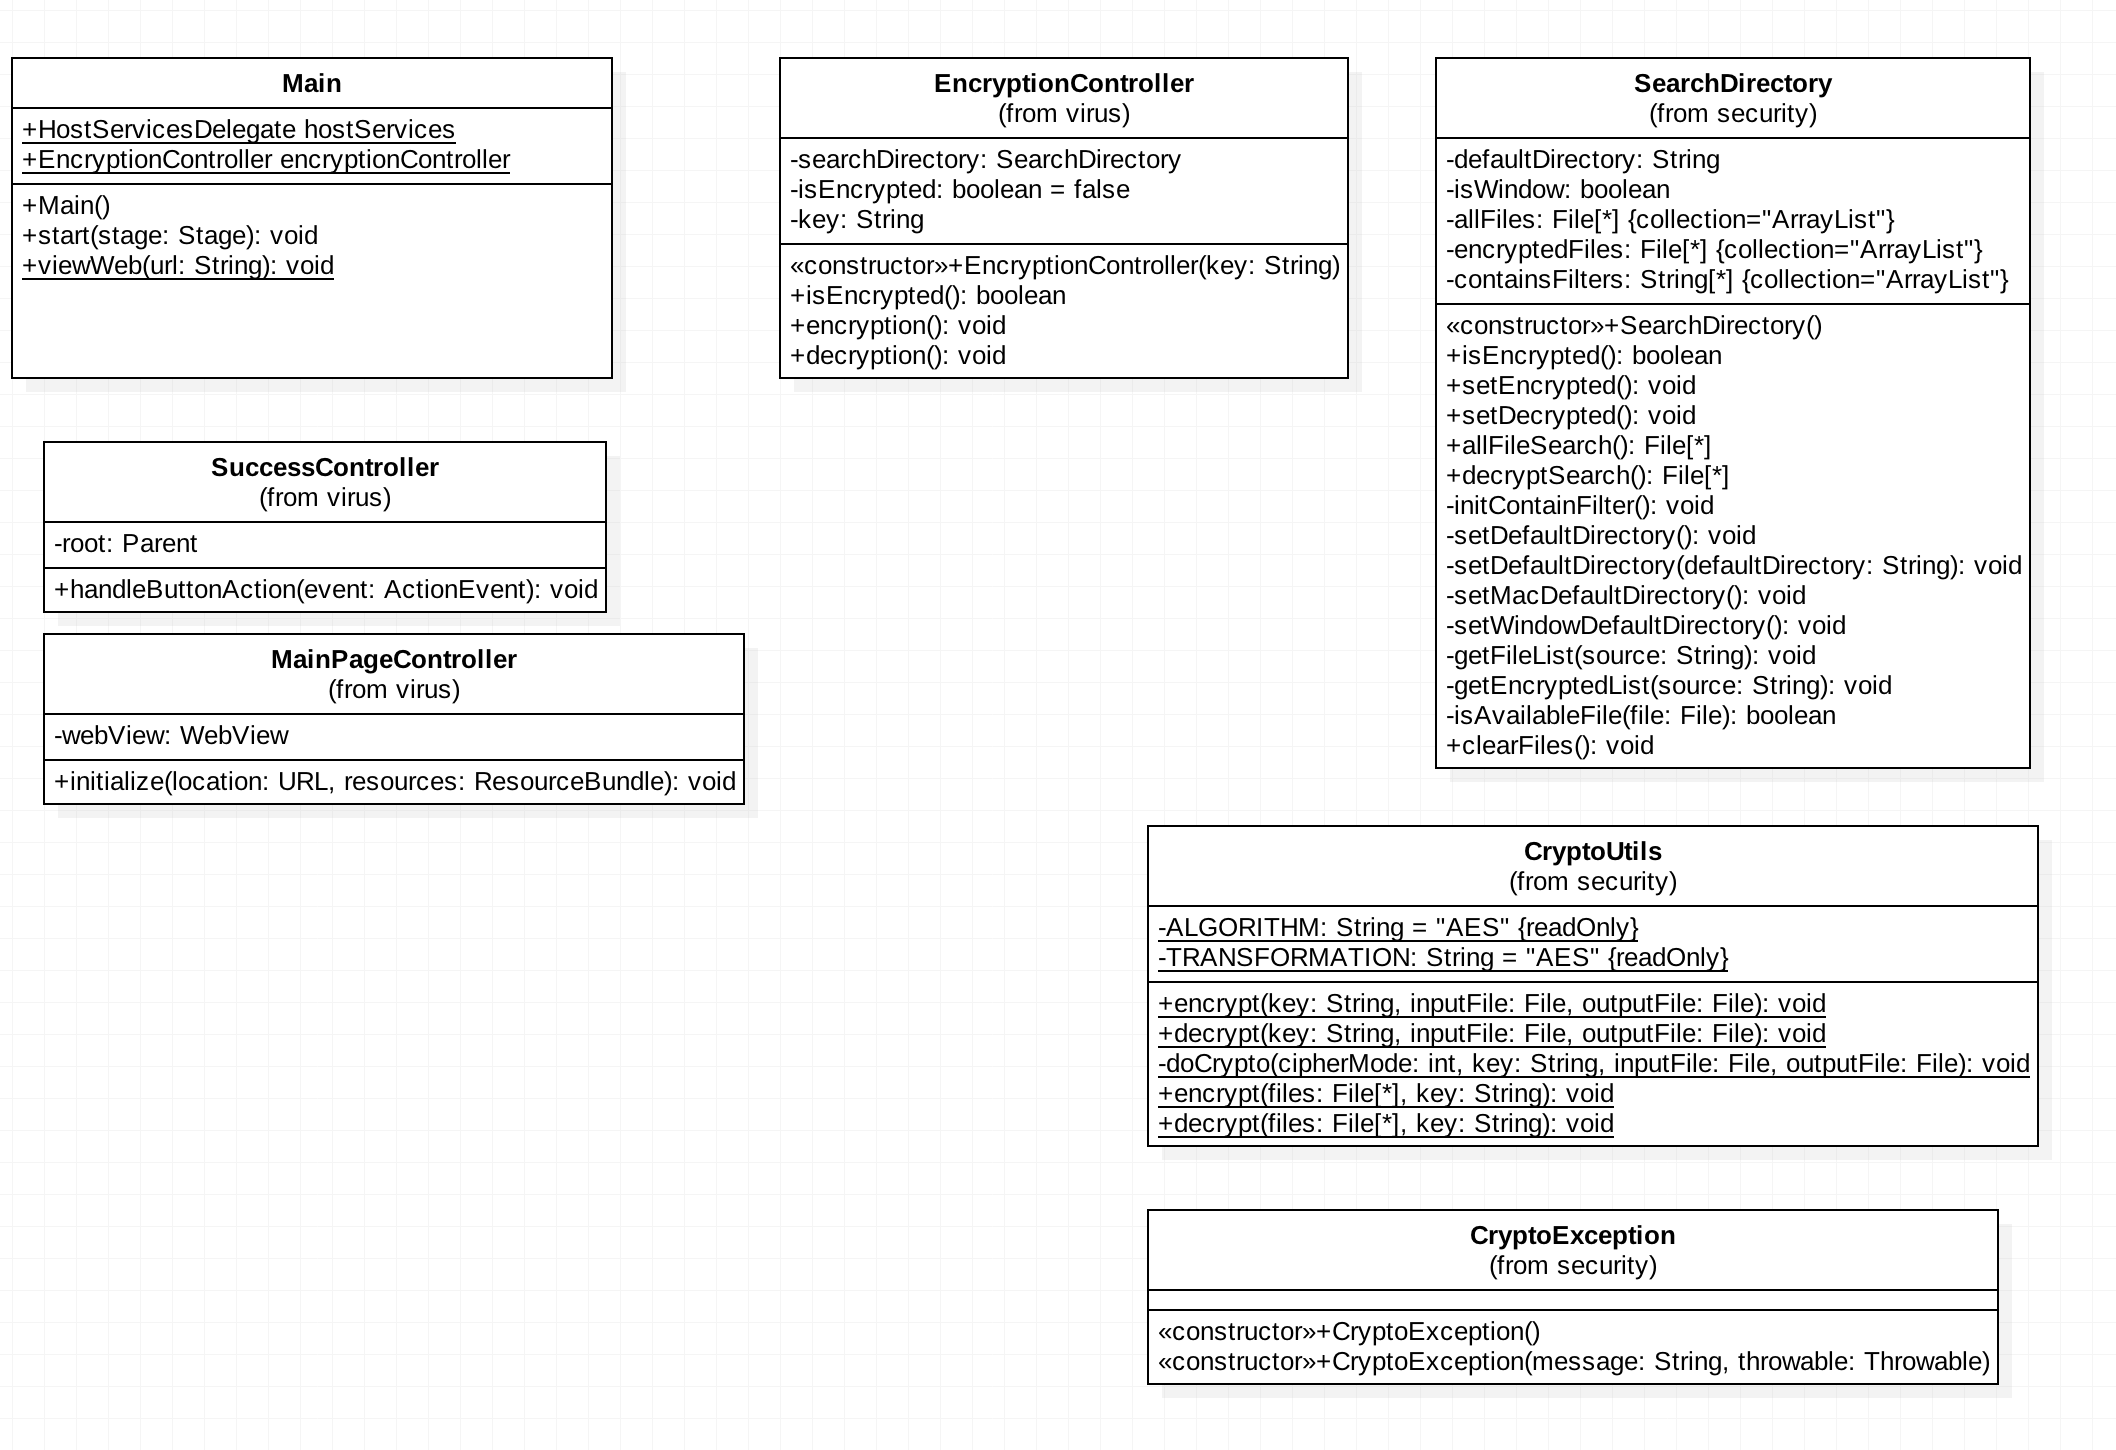 Main
+HostServicesDelegate hostServices
+EncryptionController encryptionController
+Main()
+start(stage: Stage): void
+viewWeb(url: String): void
EncryptionController
(from virus)
-searchDirectory: SearchDirectory
-isEncrypted: boolean = false
-key: String
«constructor»+EncryptionController(key: String)
+isEncrypted(): boolean
+encryption(): void
+decryption(): void
SearchDirectory
(from security)
-defaultDirectory: String
-isWindow: boolean
-allFiles: File[*] {collection="ArrayList"}
-encryptedFiles: File[*] {collection="ArrayList"}
-containsFilters: String[*] {collection="ArrayList"}
«constructor»+SearchDirectory()
+isEncrypted(): boolean
+setEncrypted(): void
+setDecrypted(): void
+allFileSearch(): File[*]
+decryptSearch(): File[*]
-initContainFilter(): void
-setDefaultDirectory(): void
-setDefaultDirectory(defaultDirectory: String): void
-setMacDefaultDirectory(): void
-setWindowDefaultDirectory(): void
-getFileList(source: String): void
-getEncryptedList(source: String): void
-isAvailableFile(file: File): boolean
+clearFiles(): void
SuccessController
(from virus)
-root: Parent
+handleButtonAction(event: ActionEvent): void
MainPageController
(from virus)
-webView: WebView
+initialize(location: URL, resources: ResourceBundle): void
CryptoUtils
(from security)
-ALGORITHM: String = "AES" {readOnly}
-TRANSFORMATION: String = "AES" {readOnly}
+encrypt(key: String, inputFile: File, outputFile: File): void
+decrypt(key: String, inputFile: File, outputFile: File): void
-doCrypto(cipherMode: int, key: String, inputFile: File, outputFile: File): void
+encrypt(files: File[*], key: String): void
+decrypt(files: File[*], key: String): void
CryptoException
(from security)
«constructor»+CryptoException()
«constructor»+CryptoException(message: String, throwable: Throwable)